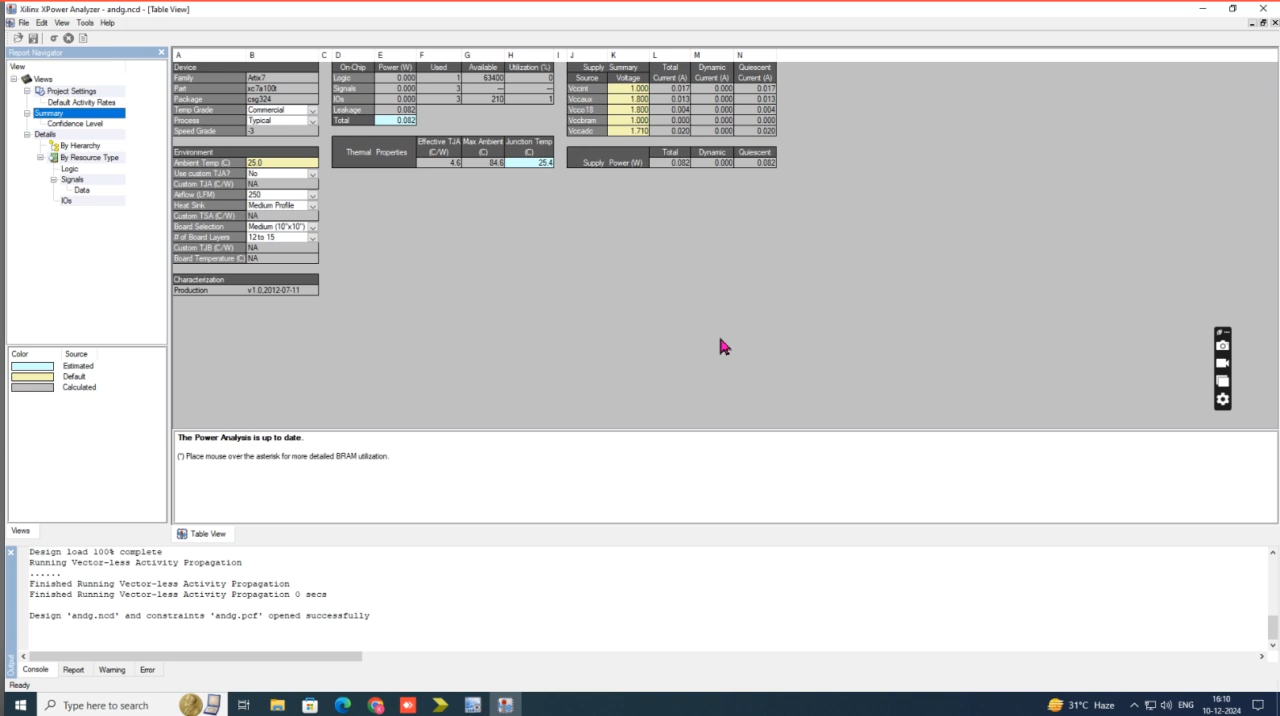 Xilinx XPower Analyzer - andg.ncd - [Table View]
File Edit View Tools Help
Report Navigator
View
Views
Project Settings
Default Activity Rates
Summary
Confidence Level
Details
By Hierarchy
By Resource Type
Logic
Signals
Data
IOs
Color Source
Estimated
Default
Calculated
Views
A B C D E F G H I J K L M N
Device
Family Artix7
Part xc7a100t
Package csg324
Temp Grade Commercial
Process Typical
Speed Grade -3
Environment
Ambient Temp (C) 25.0
Use custom TJA? No
Custom TJA (C/W) NA
Airflow (LFM) 250
Heat Sink Medium Profile
Custom TSA (C/W) NA
Board Selection Medium (10"x10")
# of Board Layers 12 to 15
Custom TJB (C/W) NA
Board Temperature (C NA
Characterization
Production v1.0,2012-07-11
On-Chip Power (W) Used Available Utilization (%)
Logic 0.000 1 63400 0
Signals 0.000 3 --- ---
IOs 0.000 3 210 1
Leakage 0.082
Total 0.082
Effective TJA Max Ambient Junction Temp
Thermal Properties (C/W) (C) (C)
4.6 84.6 25.4
Supply Summary Total Dynamic Quiescent
Source Voltage Current (A) Current (A) Current (A)
Vccint 1.000 0.017 0.000 0.017
Vccaux 1.800 0.013 0.000 0.013
Vcco18 1.800 0.004 0.000 0.004
Vccbram 1.000 0.000 0.000 0.000
Vccadc 1.710 0.020 0.000 0.020
Total Dynamic Quiescent
Supply Power (W) 0.082 0.000 0.082
The Power Analysis is up to date.
(*) Place mouse over the asterisk for more detailed BRAM utilization.
Table View
Design load 100% complete
Running Vector-less Activity Propagation
......
Finished Running Vector-less Activity Propagation
Finished Running Vector-less Activity Propagation 0 secs
Design 'andg.ncd' and constraints 'andg.pcf' opened successfully
Console Report Warning Error
Ready
Type here to search
31°C Haze
ENG
16:10
10-12-2024